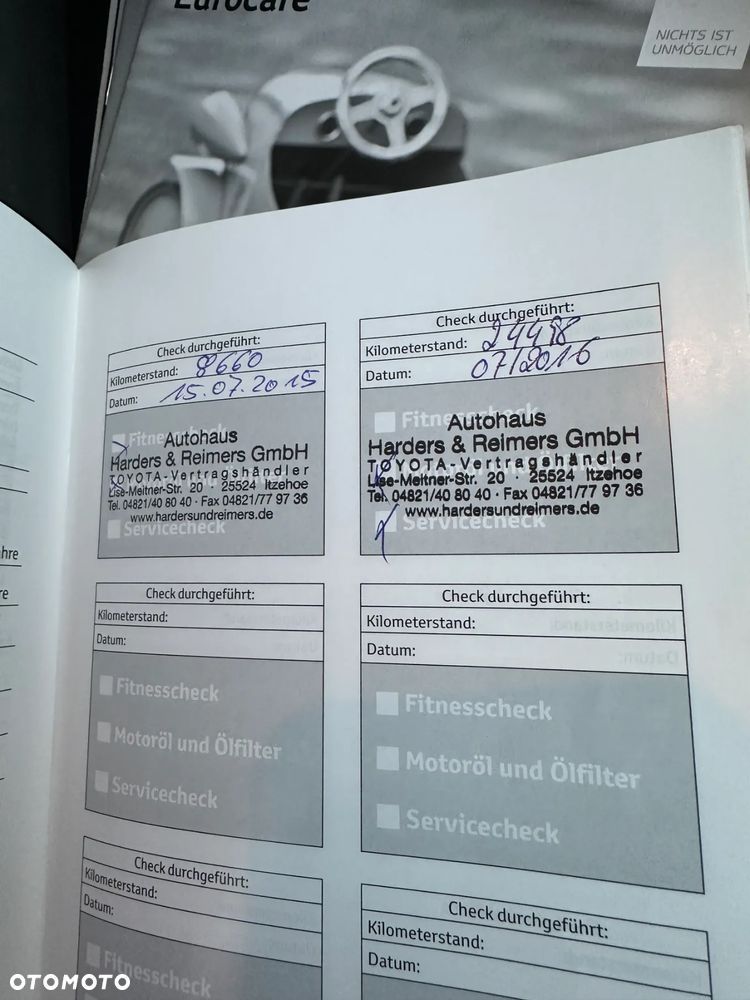 Eurocare
NICHTS IST
UNMÖGLICH
Check durchgeführt:
Kilometerstand: 8660
Datum: 15.07.2015
Fitnesscheck
Autohaus
Harders & Reimers GmbH
TOYOTA-Vertragshändler
Lise-Meitner-Str. 20 · 25524 Itzehoe
Tel. 04821/40 80 40 · Fax 04821/77 97 36
www.hardersundreimers.de
Servicecheck
Check durchgeführt:
Kilometerstand: 24498
Datum: 07/2016
Fitnesscheck
Autohaus
Harders & Reimers GmbH
TOYOTA-Vertragshändler
Lise-Meitner-Str. 20 · 25524 Itzehoe
Tel. 04821/40 80 40 · Fax 04821/77 97 36
www.hardersundreimers.de
Servicecheck
Check durchgeführt:
Kilometerstand:
Datum:
Fitnesscheck
Motoröl und Ölfilter
Servicecheck
Check durchgeführt:
Kilometerstand:
Datum:
Fitnesscheck
Motoröl und Ölfilter
Servicecheck
Check durchgeführt:
Kilometerstand:
Datum:
Fitnesscheck
Check durchgeführt:
Kilometerstand:
Datum:
OTOMOTO